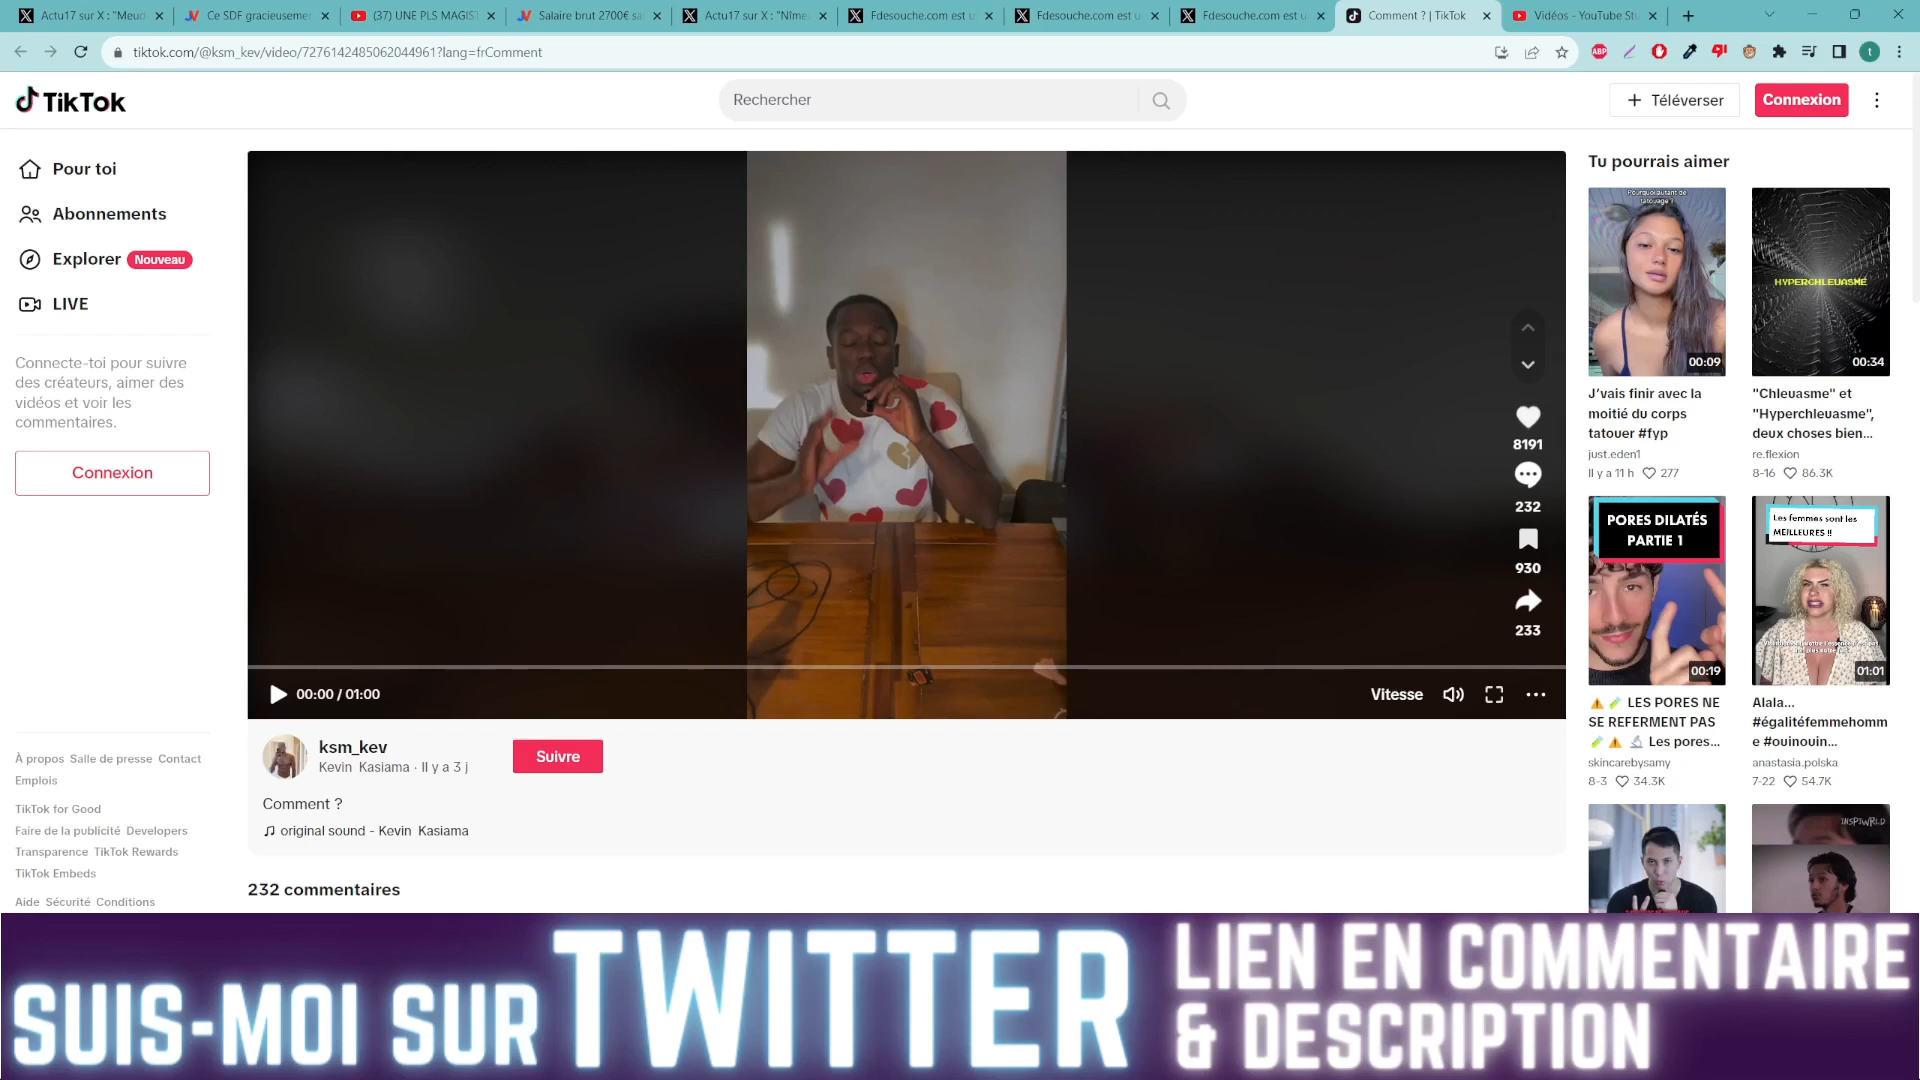 Actu17 sur X : "Meud
Ce SDF gracieusemen
(37) UNE PLS MAGIST
Salaire brut 2700€ sa
Actu17 sur X : "Nîme
Fdesouche.com est u
Fdesouche.com est u
Fdesouche.com est u
Comment ? | TikTok
Vidéos - YouTube Stu
tiktok.com/@ksm_kev/video/7276142485062044961?lang=frComment
ABP
t
TikTok
Rechercher
Téléverser
Connexion
Pour toi
Abonnements
Explorer Nouveau
LIVE
Connecte-toi pour suivre
des créateurs, aimer des
vidéos et voir les
commentaires.
Connexion
À propos Salle de presse Contact
Emplois
TikTok for Good
Faire de la publicité Developers
Transparence TikTok Rewards
TikTok Embeds
Aide Sécurité Conditions
8191
232
930
233
00:00 / 01:00
Vitesse
ksm_kev
Kevin Kasiama · Il y a 3 j
Suivre
Comment ?
original sound - Kevin Kasiama
232 commentaires
Tu pourrais aimer
Pourquoi autant de
tatouage ?
00:09
J'vais finir avec la
moitié du corps
tatouer #fyp
just.eden1
Il y a 11 h 277
HYPERCHLEUASME
00:34
"Chleuasme" et
"Hyperchleuasme",
deux choses bien...
re.flexion
8-16 86.3K
PORES DILATÉS
PARTIE 1
00:19
LES PORES NE
SE REFERMENT PAS
Les pores...
skincarebysamy
8-3 34.3K
Les femmes sont les
MEILLEURES !!
01:01
Alala...
#égalitéfemmehomm
e #ouinouin...
anastasia.polska
7-22 54.7K
INSPIWRLD
SUIS-MOI SUR TWITTER
LIEN EN COMMENTAIRE
& DESCRIPTION